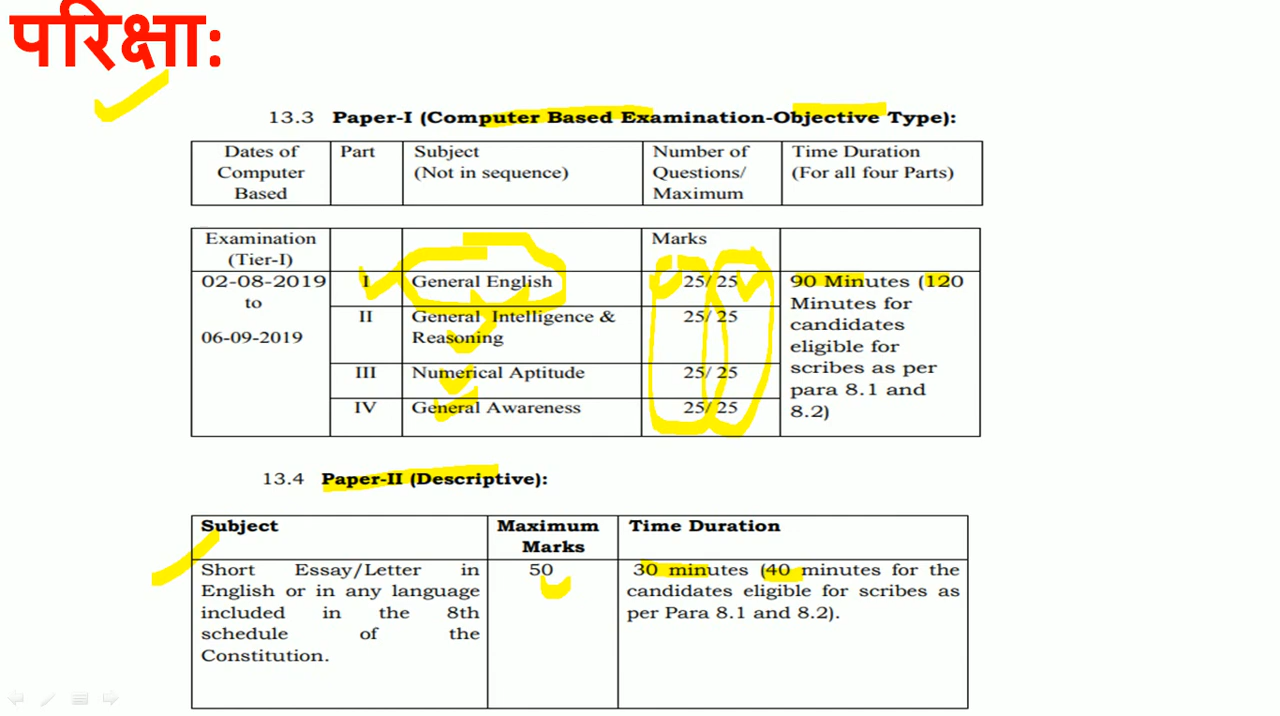 परिक्षा:
13.3 Paper-I (Computer Based Examination-Objective Type):
Dates of Computer Based
Part
Subject (Not in sequence)
Number of Questions/ Maximum
Time Duration (For all four Parts)
Examination (Tier-I)
Marks
02-08-2019 to 06-09-2019
I General English 25/ 25
II General Intelligence & Reasoning 25/ 25
III Numerical Aptitude 25/ 25
IV General Awareness 25/ 25
90 Minutes (120
Minutes for
candidates
eligible for
scribes as per
para 8.1 and
8.2)
13.4 Paper-II (Descriptive):
Subject
Maximum Marks
Time Duration
Short Essay/Letter in
English or in any language
included in the 8th
schedule of the
Constitution.
50
30 minutes (40 minutes for the
candidates eligible for scribes as
per Para 8.1 and 8.2).